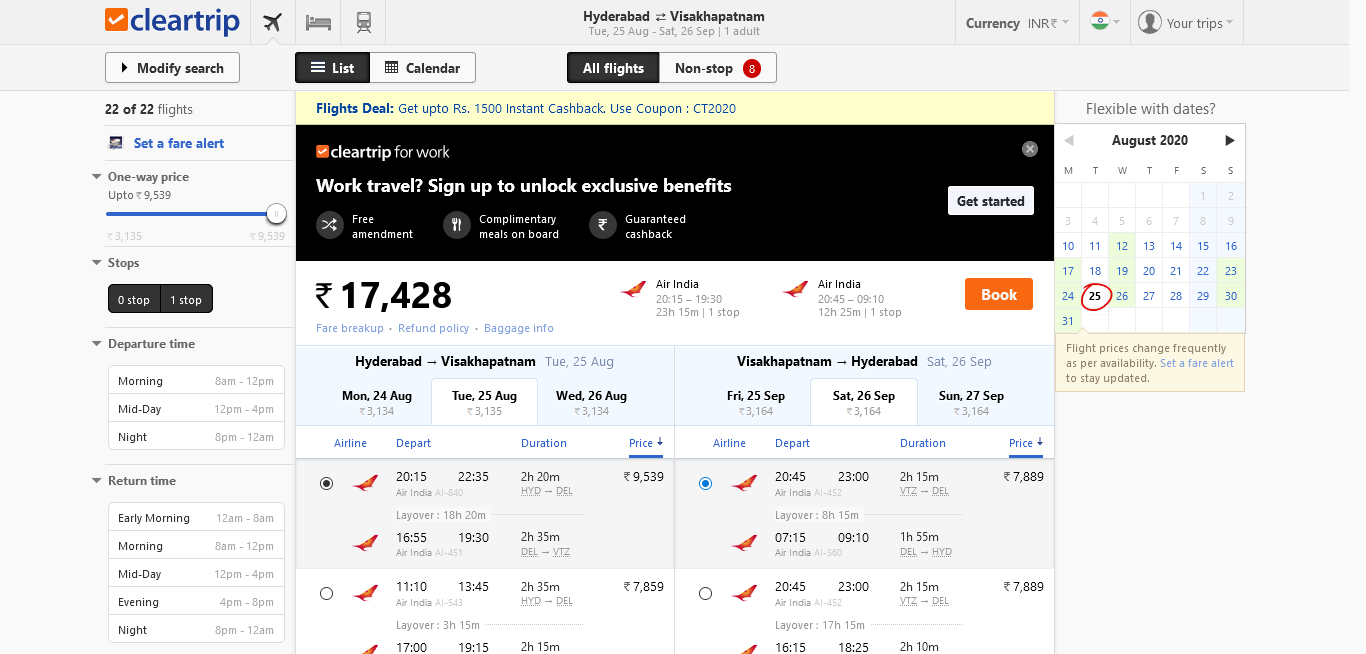 cleartrip
Hyderabad ⇄ Visakhapatnam
Tue, 25 Aug - Sat, 26 Sep | 1 adult
Currency INR₹
Your trips
Modify search
List
Calendar
All flights
Non-stop 8
22 of 22 flights
Set a fare alert
One-way price
Upto ₹ 9,539
₹ 3,135 ₹ 9,539
Stops
0 stop 1 stop
Departure time
Morning 8am - 12pm
Mid-Day 12pm - 4pm
Night 8pm - 12am
Return time
Early Morning 12am - 8am
Morning 8am - 12pm
Mid-Day 12pm - 4pm
Evening 4pm - 8pm
Night 8pm - 12am
Flights Deal: Get upto Rs. 1500 Instant Cashback. Use Coupon : CT2020
cleartrip for work
Work travel? Sign up to unlock exclusive benefits
Free
amendment
Complimentary
meals on board
₹
Guaranteed
cashback
Get started
₹ 17,428
Fare breakup · Refund policy · Baggage info
Air India
20:15 – 19:30
23h 15m | 1 stop
Air India
20:45 – 09:10
12h 25m | 1 stop
Book
Hyderabad → Visakhapatnam Tue, 25 Aug
Mon, 24 Aug Tue, 25 Aug Wed, 26 Aug
₹ 3,134 ₹ 3,135 ₹ 3,134
Airline Depart Duration Price
20:15 22:35 2h 20m ₹ 9,539
Air India AI-840 HYD → DEL
Layover : 18h 20m
16:55 19:30 2h 35m
Air India AI-451 DEL → VTZ
11:10 13:45 2h 35m ₹ 7,859
Air India AI-543 HYD → DEL
Layover : 3h 15m
17:00 19:15 2h 15m
Visakhapatnam → Hyderabad Sat, 26 Sep
Fri, 25 Sep Sat, 26 Sep Sun, 27 Sep
₹ 3,164 ₹ 3,164 ₹ 3,164
Airline Depart Duration Price
20:45 23:00 2h 15m ₹ 7,889
Air India AI-452 VTZ → DEL
Layover : 8h 15m
07:15 09:10 1h 55m
Air India AI-560 DEL → HYD
20:45 23:00 2h 15m ₹ 7,889
Air India AI-452 VTZ → DEL
Layover : 17h 15m
16:15 18:25 2h 10m
Flexible with dates?
August 2020
M T W T F S S
1 2
3 4 5 6 7 8 9
10 11 12 13 14 15 16
17 18 19 20 21 22 23
24 25 26 27 28 29 30
31
Flight prices change frequently
as per availability. Set a fare alert
to stay updated.